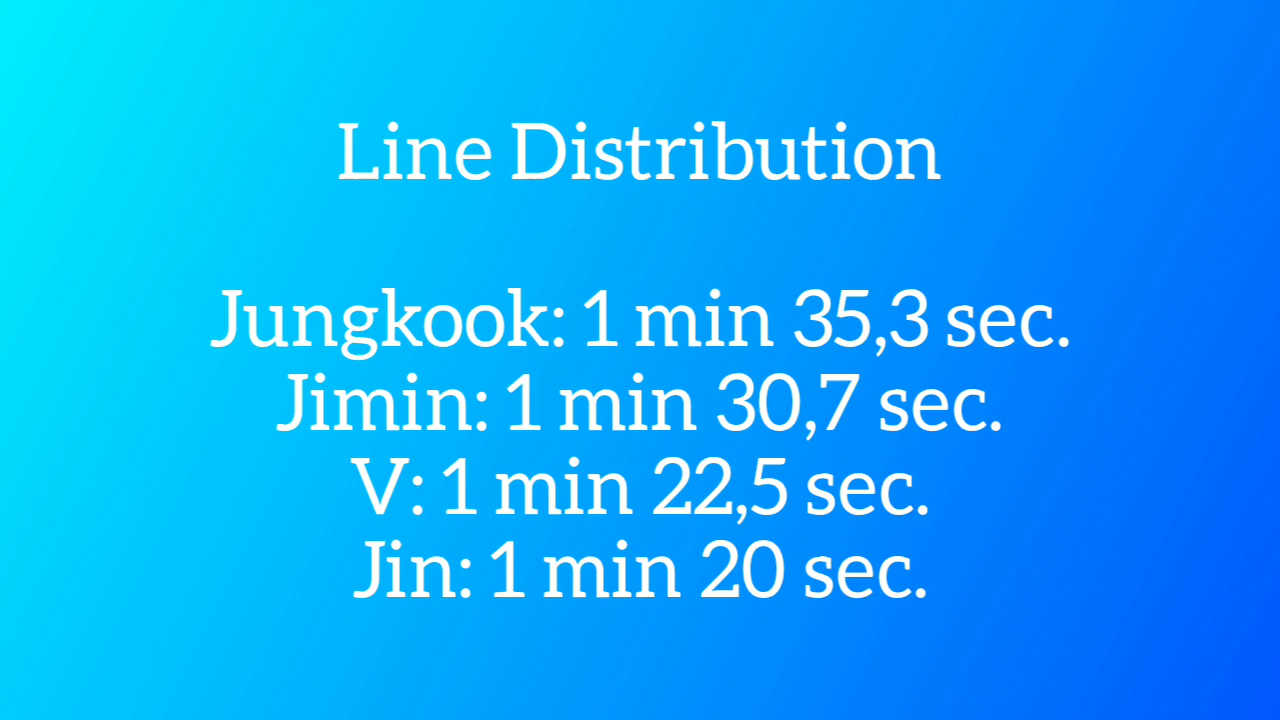 Line Distribution
Jungkook: 1 min 35,3 sec.
Jimin: 1 min 30,7 sec.
V: 1 min 22,5 sec.
Jin: 1 min 20 sec.